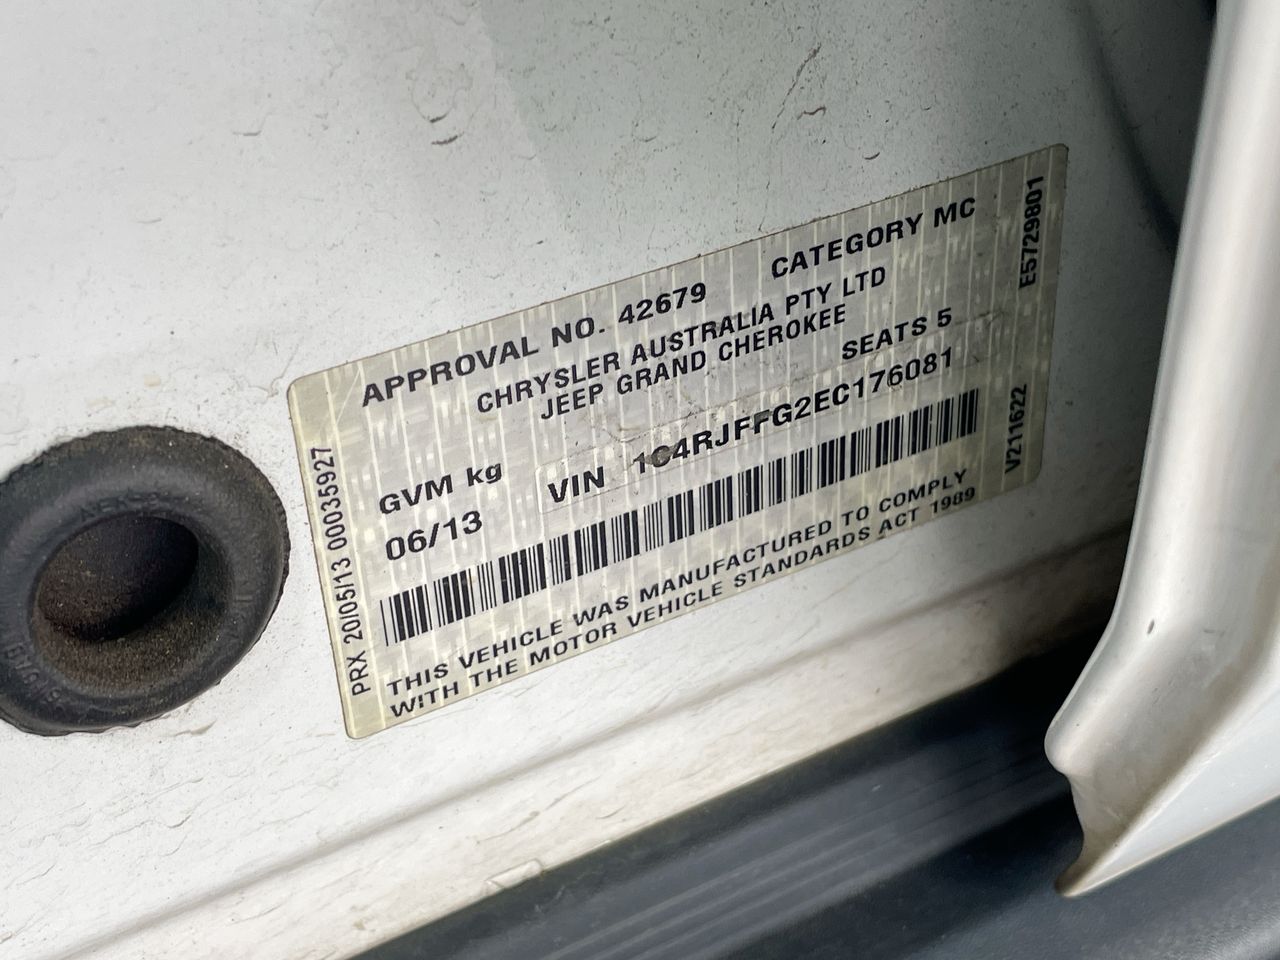 APPROVAL NO. 42679 CATEGORY MC
CHRYSLER AUSTRALIA PTY LTD
JEEP GRAND CHEROKEE
SEATS 5
GVM kg
VIN 1C4RJFFG2EC176081
06/13
THIS VEHICLE WAS MANUFACTURED TO COMPLY
WITH THE MOTOR VEHICLE STANDARDS ACT 1989
PRX 20/05/13 00035927
E5729801
V211622